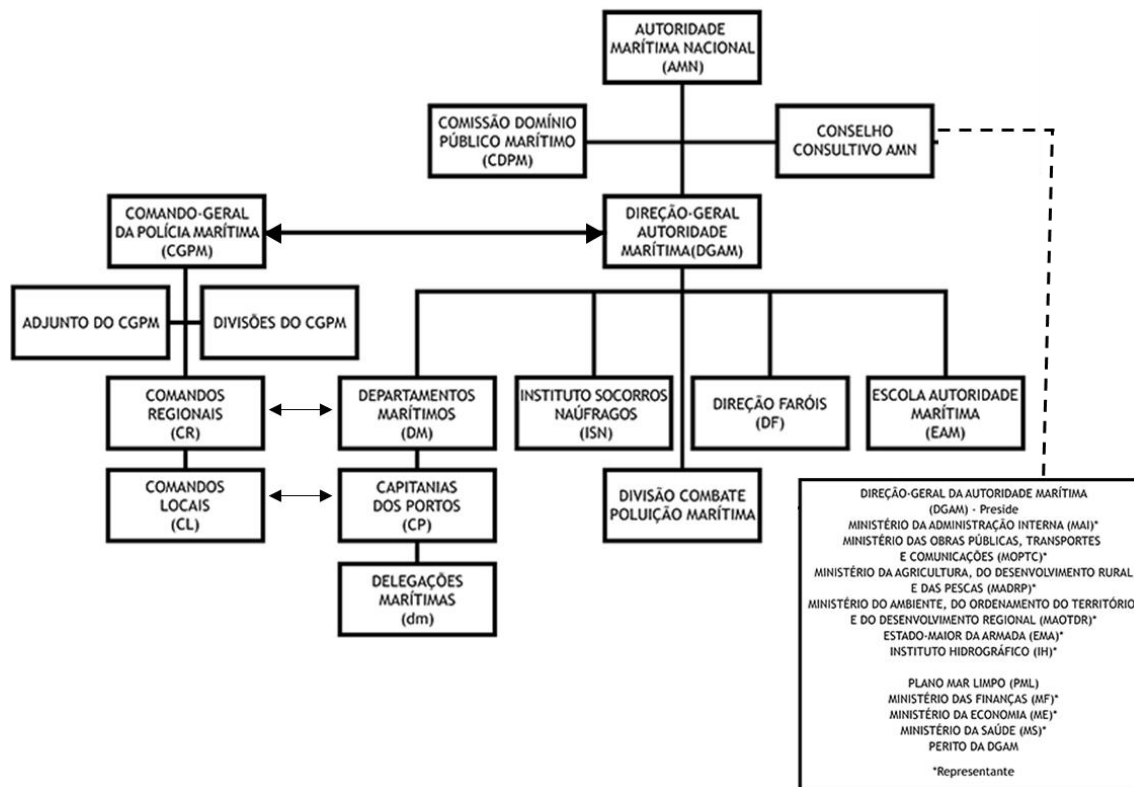 AUTORIDADE
MARÍTIMA NACIONAL
(AMN)
COMISSÃO DOMÍNIO
PÚBLICO MARÍTIMO
(CDPM)
CONSELHO
CONSULTIVO AMN
COMANDO-GERAL
DA POLÍCIA MARÍTIMA
(CGPM)
DIREÇÃO-GERAL
AUTORIDADE
MARÍTIMA(DGAM)
ADJUNTO DO CGPM
DIVISÕES DO CGPM
COMANDOS
REGIONAIS
(CR)
DEPARTAMENTOS
MARÍTIMOS
(DM)
INSTITUTO SOCORROS
NAÚFRAGOS
(ISN)
DIREÇÃO FARÓIS
(DF)
ESCOLA AUTORIDADE
MARÍTIMA
(EAM)
COMANDOS
LOCAIS
(CL)
CAPITANIAS
DOS PORTOS
(CP)
DIVISÃO COMBATE
POLUIÇÃO MARÍTIMA
DELEGAÇÕES
MARÍTIMAS
(dm)
DIREÇÃO-GERAL DA AUTORIDADE MARÍTIMA
(DGAM) - Preside
MINISTÉRIO DA ADMINISTRAÇÃO INTERNA (MAI)*
MINISTÉRIO DAS OBRAS PÚBLICAS, TRANSPORTES
E COMUNICAÇÕES (MOPTC)*
MINISTÉRIO DA AGRICULTURA, DO DESENVOLVIMENTO RURAL
E DAS PESCAS (MADRP)*
MINISTÉRIO DO AMBIENTE, DO ORDENAMENTO DO TERRITÓRIO
E DO DESENVOLVIMENTO REGIONAL (MAOTDR)*
ESTADO-MAIOR DA ARMADA (EMA)*
INSTITUTO HIDROGRÁFICO (IH)*
PLANO MAR LIMPO (PML)
MINISTÉRIO DAS FINANÇAS (MF)*
MINISTÉRIO DA ECONOMIA (ME)*
MINISTÉRIO DA SAÚDE (MS)*
PERITO DA DGAM
*Representante